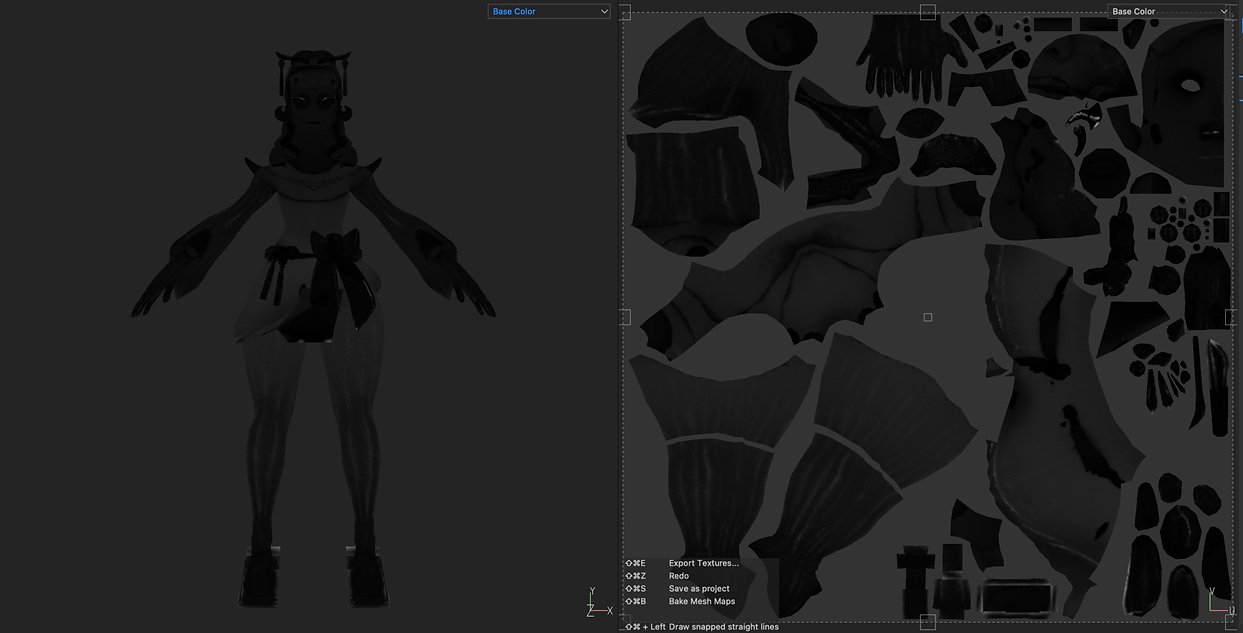 Base Color
Base Color
⇧⌘E Export Textures...
⇧⌘Z Redo
⇧⌘S Save as project
⇧⌘B Bake Mesh Maps
⇧⌘ + Left Draw snapped straight lines
Y
Z
X
V
U